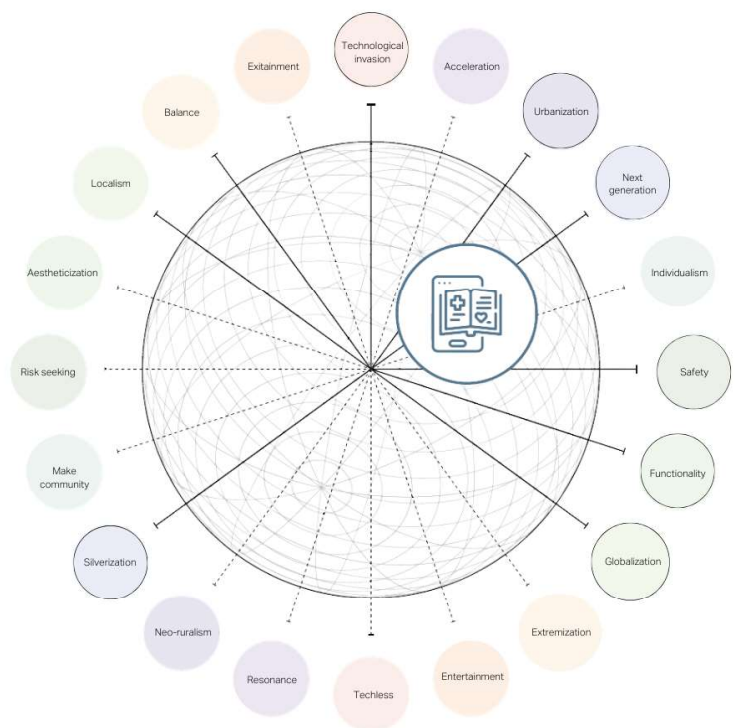 Technological
invasion
Acceleration
Urbanization
Next
generation
Individualism
Safety
Functionality
Globalization
Extremization
Entertainment
Techless
Resonance
Neo-ruralism
Silverization
Make
community
Risk seeking
Aestheticization
Localism
Balance
Exitainment